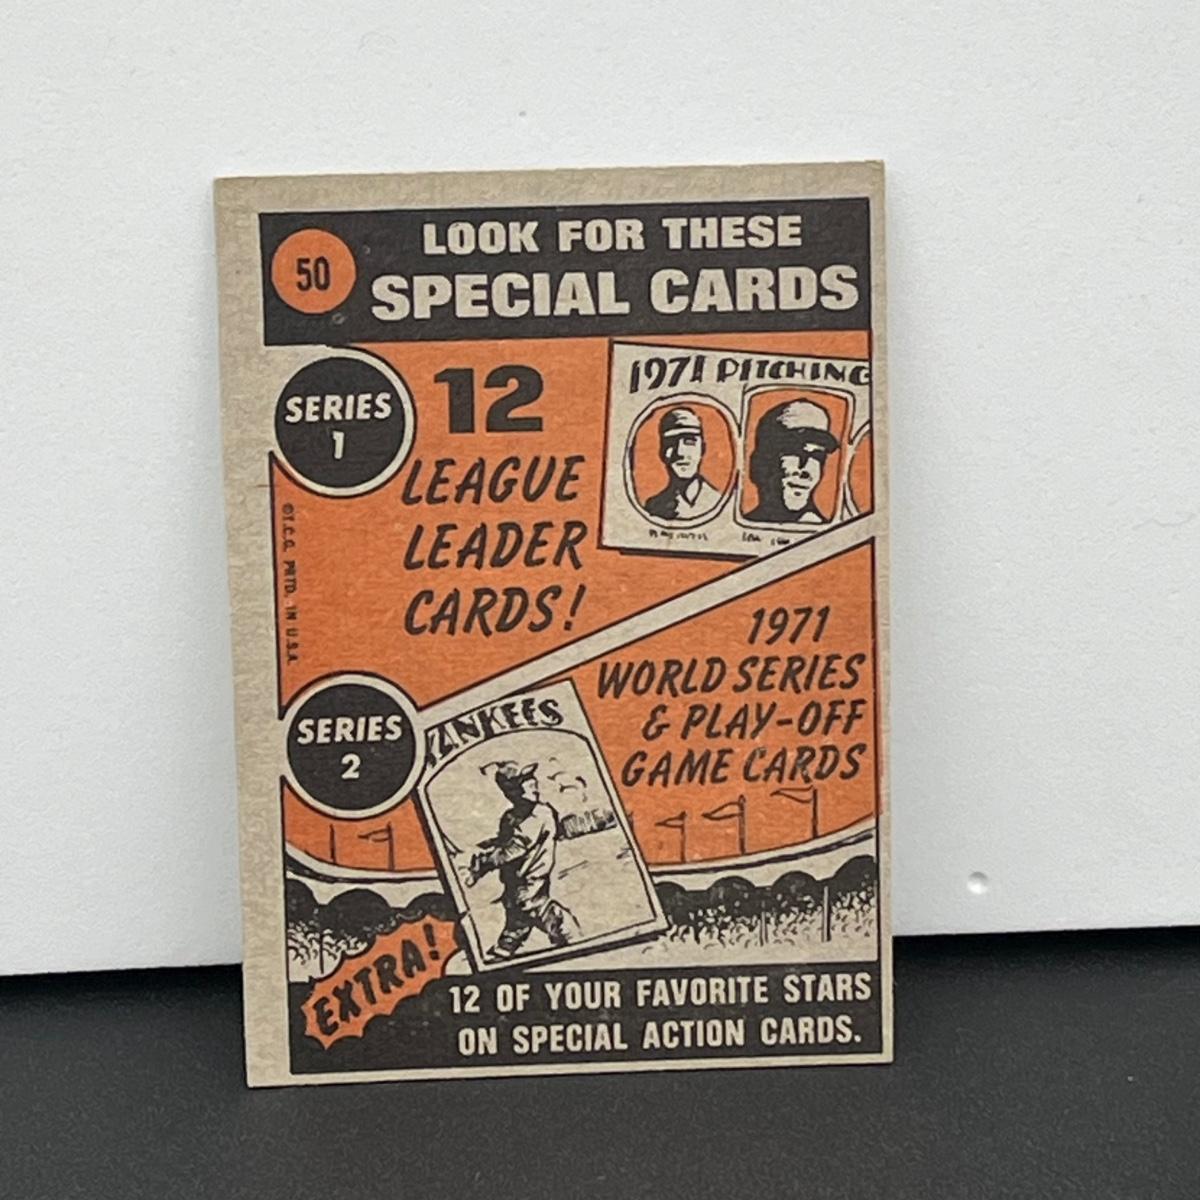 50
LOOK FOR THESE
SPECIAL CARDS
SERIES
1
12
LEAGUE
LEADER
CARDS!
1971 PITCHING
©T.C.G. PRTD. IN U.S.A.
1971
WORLD SERIES
& PLAY-OFF
GAME CARDS
SERIES
2
YANKEES
EXTRA!
12 OF YOUR FAVORITE STARS
ON SPECIAL ACTION CARDS.